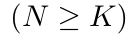 (N ≥ K)